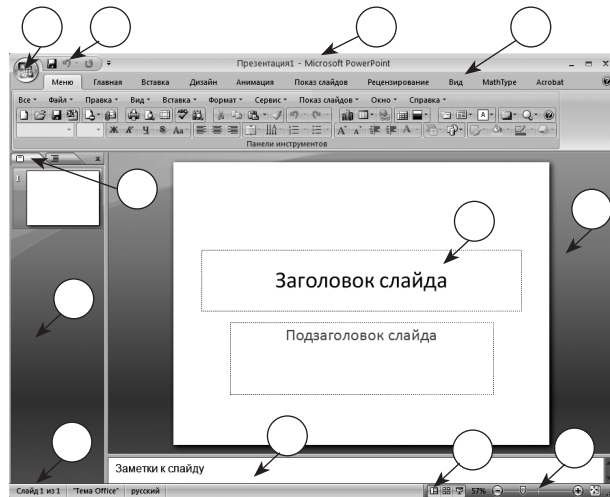 Презентация1 - Microsoft PowerPoint
Меню Главная Вставка Дизайн Анимация Показ слайдов Рецензирование Вид MathType Acrobat
Все Файл Правка Вид Вставка Формат Сервис Показ слайдов Окно Справка
Ж К Ч S Aa
Панели инструментов
1
Заголовок слайда
Подзаголовок слайда
Заметки к слайду
Слайд 1 из 1 "Тема Office" русский 57%